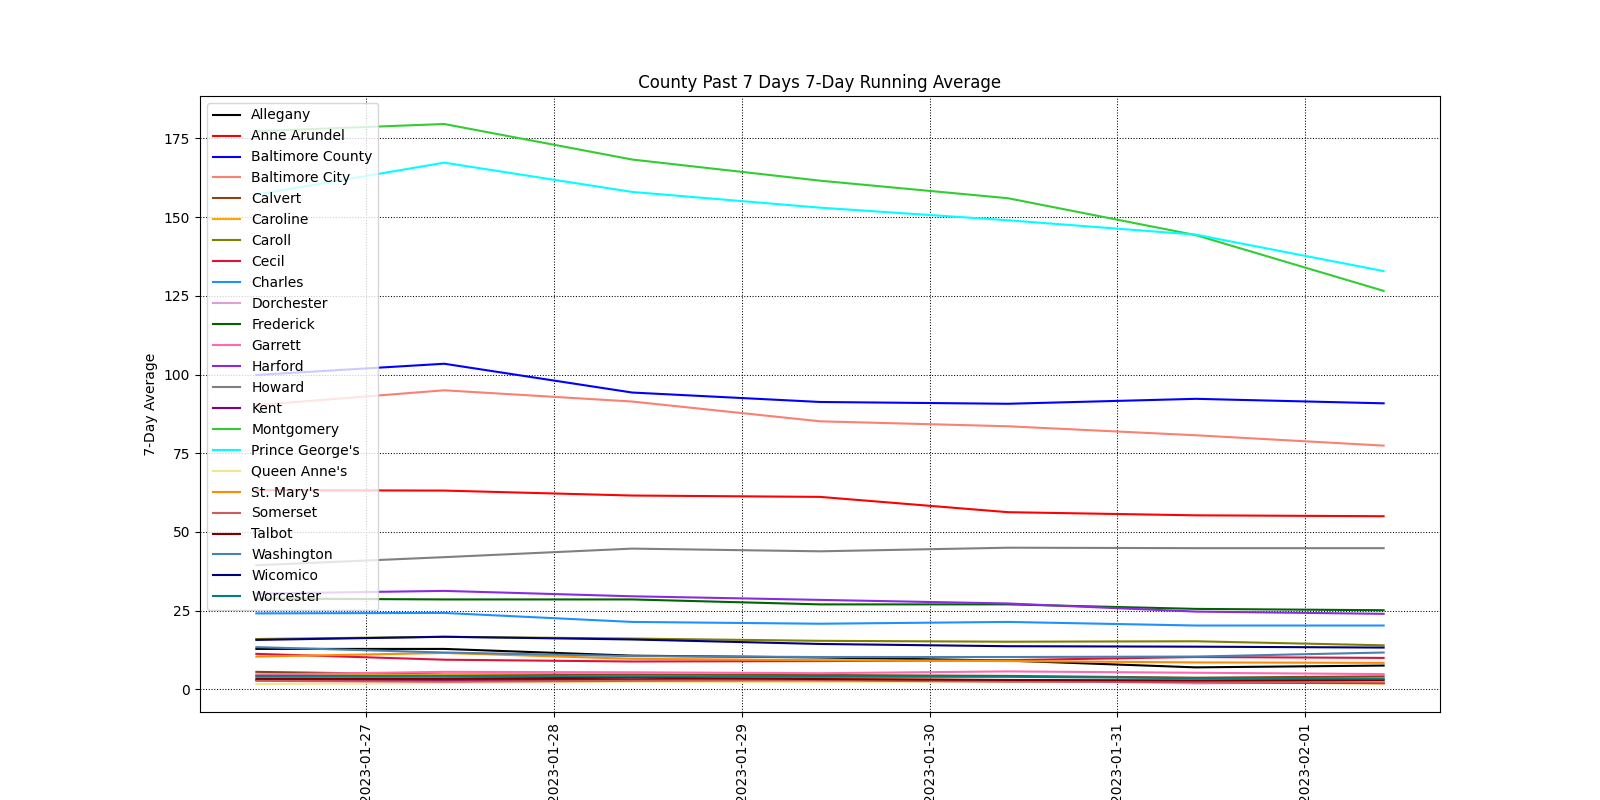 County Past 7 Days 7-Day Running Average
7-Day Average
175
150
125
100
75
50
25
0
Allegany
Anne Arundel
Baltimore County
Baltimore City
Calvert
Caroline
Caroll
Cecil
Charles
Dorchester
Frederick
Garrett
Harford
Howard
Kent
Montgomery
Prince George's
Queen Anne's
St. Mary's
Somerset
Talbot
Washington
Wicomico
Worcester
2023-01-27
2023-01-28
2023-01-29
2023-01-30
2023-01-31
2023-02-01